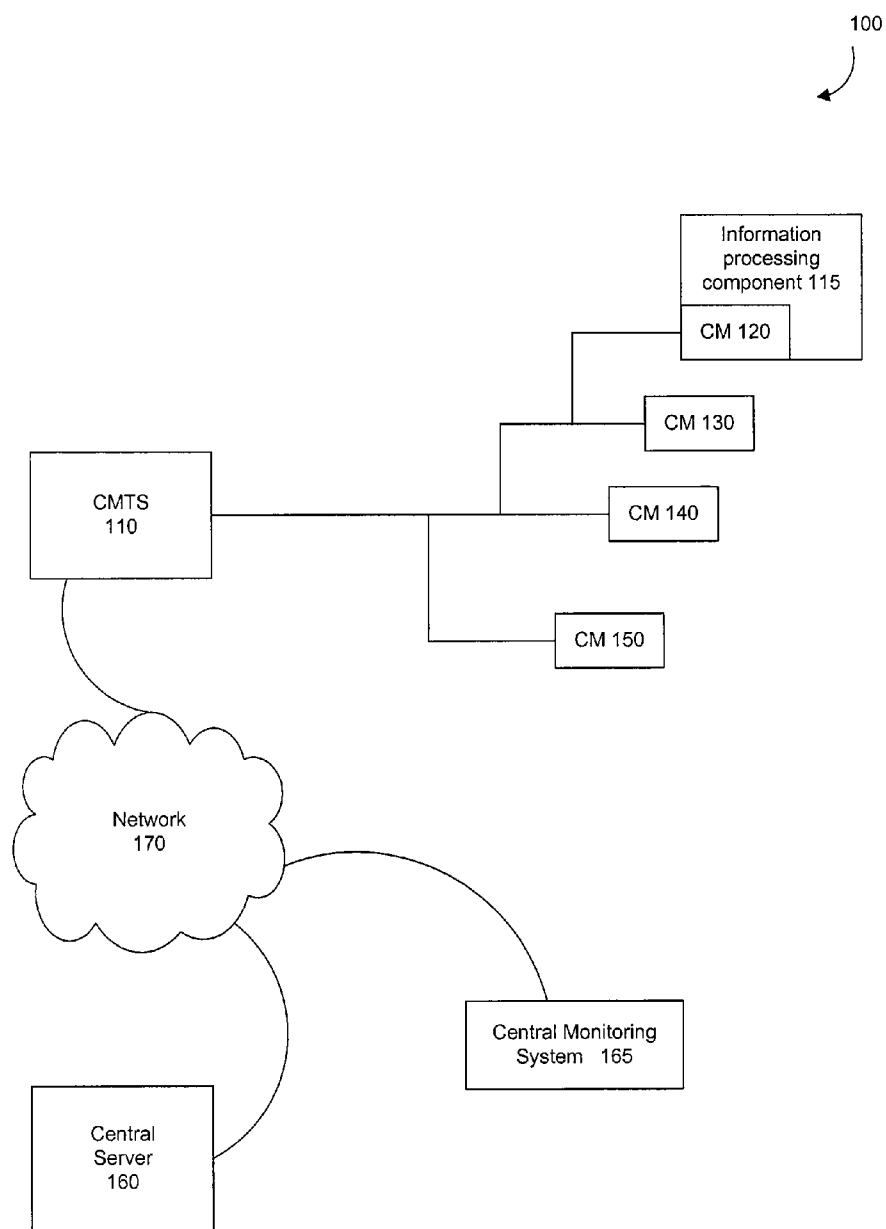 100
Information
processing
component 115
CM 120
CM 130
CMTS
110
CM 140
CM 150
Network
170
Central Monitoring
System 165
Central
Server
160